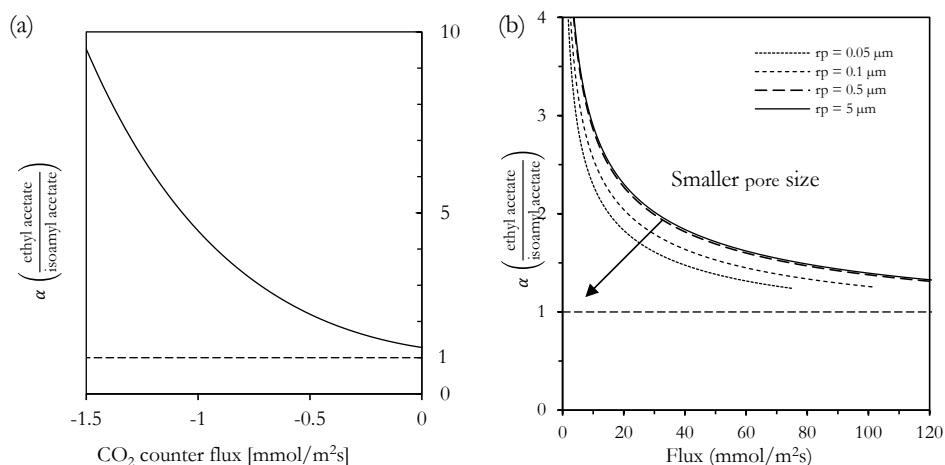 (a)
10
5
1
0
α (ethyl acetate / isoamyl acetate)
-1.5 -1 -0.5 0
CO₂ counter flux [mmol/m²s]
(b)
4
3
2
1
0
α (ethyl acetate / isoamyl acetate)
rp = 0.05 µm
rp = 0.1 µm
rp = 0.5 µm
rp = 5 µm
Smaller pore size
0 20 40 60 80 100 120
Flux (mmol/m²s)